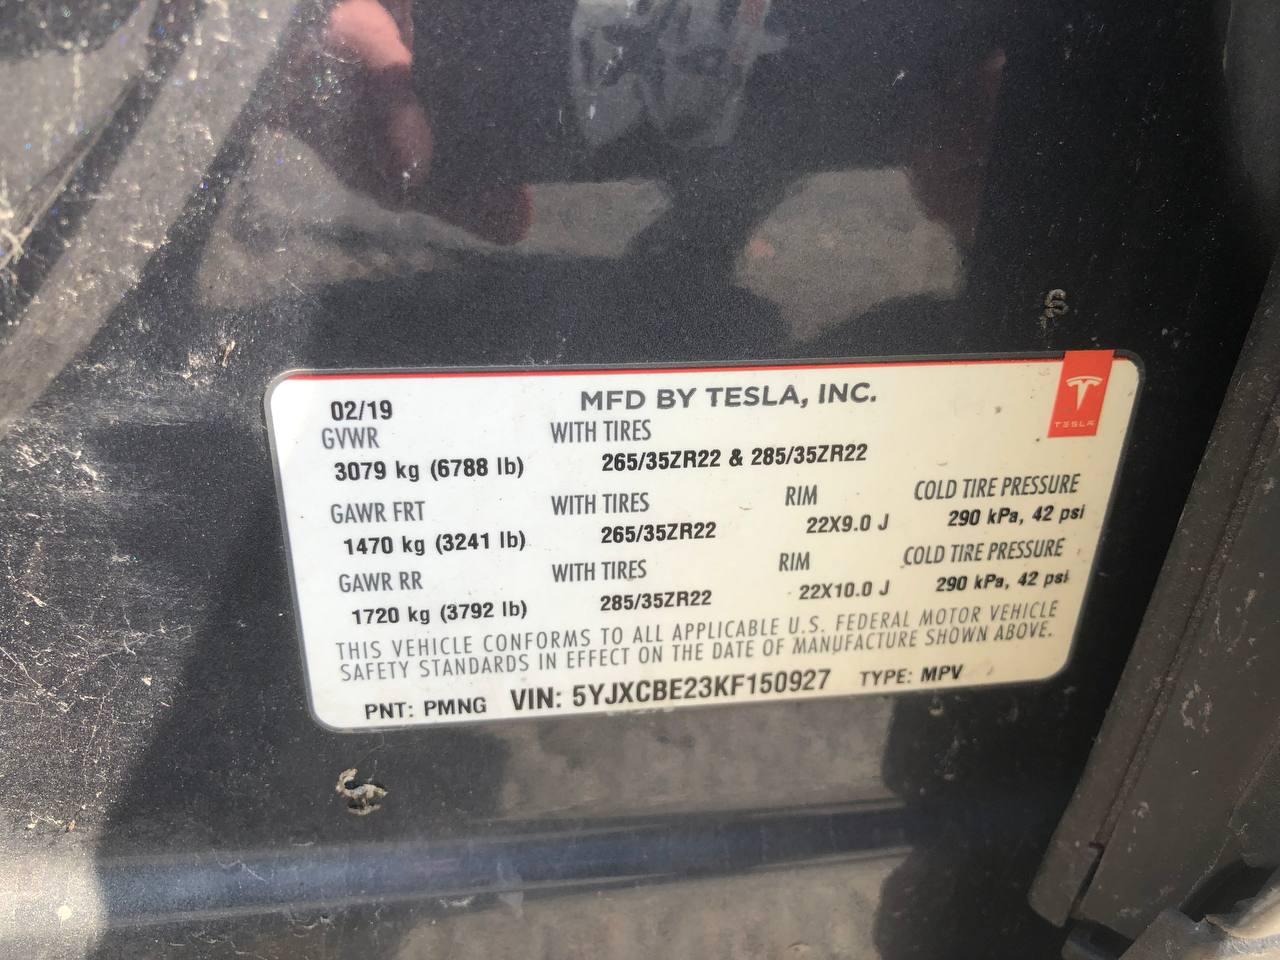 02/19 MFD BY TESLA, INC.
TESLA
GVWR WITH TIRES
3079 kg (6788 lb) 265/35ZR22 & 285/35ZR22
GAWR FRT WITH TIRES RIM COLD TIRE PRESSURE
1470 kg (3241 lb) 265/35ZR22 22X9.0 J 290 kPa, 42 psi
GAWR RR WITH TIRES RIM COLD TIRE PRESSURE
1720 kg (3792 lb) 285/35ZR22 22X10.0 J 290 kPa, 42 psi
THIS VEHICLE CONFORMS TO ALL APPLICABLE U.S. FEDERAL MOTOR VEHICLE
SAFETY STANDARDS IN EFFECT ON THE DATE OF MANUFACTURE SHOWN ABOVE.
PNT: PMNG VIN: 5YJXCBE23KF150927 TYPE: MPV